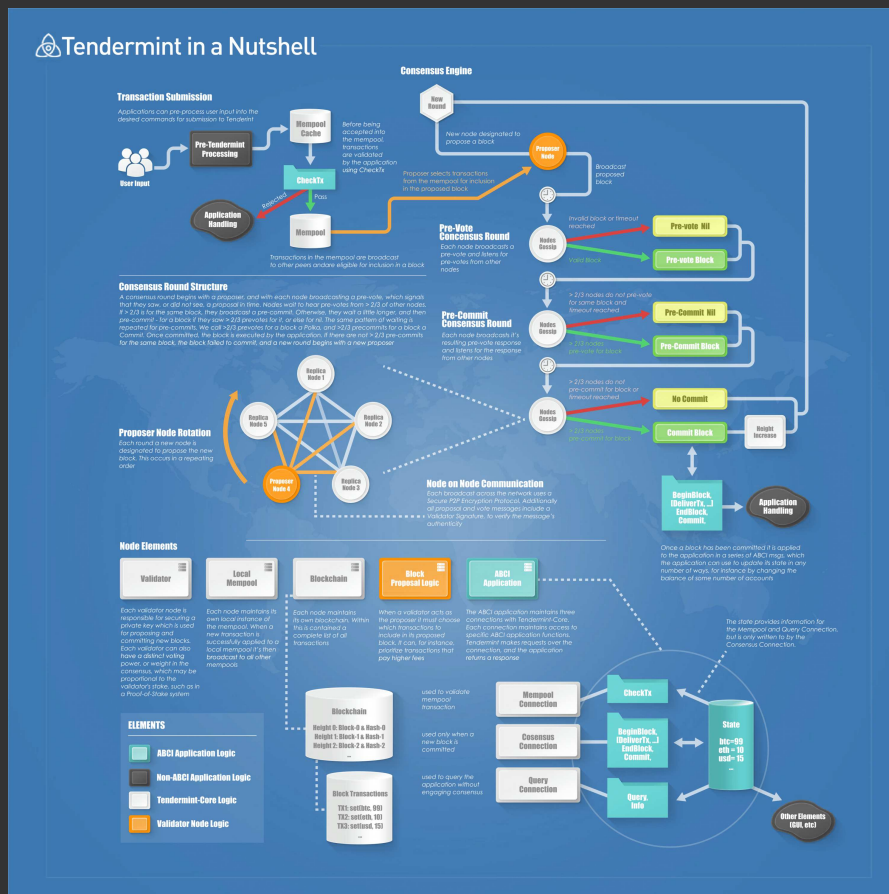 Tendermint in a Nutshell
Consensus Engine
Transaction Submission
Applications can pre-process user input into the
desired commands for submission to Tenderint
User Input
Pre-Tendermint
Processing
Mempool
Cache
Before being
accepted into
the mempool,
transactions
are validated
by the application
using CheckTx
CheckTx
Rejected
Pass
Application
Handling
Mempool
Transactions in the mempool are broadcast
to other peers andare eligible for inclusion in a block
Proposer selects transactions
from the mempool for inclusion
in the proposed block
New
Round
New node designated to
propose a block
Proposer
Node
Broadcast
proposed
block
Pre-Vote
Concensus Round
Each node broadcasts a
pre-vote and listens for
pre-votes from other
nodes
Nodes
Gossip
Invalid block or timeout
reached
Valid Block
Pre-vote Nil
Pre-vote Block
Pre-Commit
Consensus Round
Each node broadcasts it's
resulting pre-vote response
and listens for the response
from other nodes
Nodes
Gossip
> 2/3 nodes do not pre-vote
for same block and
timeout reached
> 2/3 nodes
pre-vote for block
Pre-Commit Nil
Pre-Commit Block
Nodes
Gossip
> 2/3 nodes do not
pre-commit for block or
timeout reached
> 2/3 nodes
pre-commit for block
No Commit
Commit Block
Height
Increase
BeginBlock,
[DeliverTx, ...]
EndBlock,
Commit,
Application
Handling
Once a block has been committed it is applied
to the application in a series of ABCI msgs, which
the application can use to update its state in any
number of ways, for instance by changing the
balance of some number of accounts
Consensus Round Structure
A consensus round begins with a proposer, and with each node broadcasting a pre-vote, which signals
that they saw, or did not see, a proposal in time. Nodes wait to hear pre-votes from > 2/3 of other nodes.
If > 2/3 is for the same block, they broadcast a pre-commit. Otherwise, they wait a little longer, and then
pre-commit - for a block if they saw > 2/3 prevotes for it, or else for nil. The same pattern of waiting is
repeated for pre-commits. We call >2/3 prevotes for a block a Polka, and >2/3 precommits for a block a
Commit. Once committed, the block is executed by the application. If there are not > 2/3 pre-commits
for the same block, the block failed to commit, and a new round begins with a new proposer
Replica
Node 1
Replica
Node 5
Replica
Node 2
Proposer
Node 4
Replica
Node 3
Proposer Node Rotation
Each round a new node is
designated to propose the new
block. This occurs in a repeating
order
Node on Node Communication
Each broadcast across the network uses a
Secure P2P Encryption Protocol. Additionally
all proposal and vote messages include a
Validator Signature, to verify the message's
authenticity
Node Elements
Validator
Local
Mempool
Blockchain
Block
Proposal Logic
ABCI
Application
Each validator node is
responsible for securing a
private key which is used
for proposing and
committing new blocks.
Each validator can also
have a distinct voting
power, or weight in the
consensus, which may be
proportional to the
validator's stake, such as in
a Proof-of-Stake system
Each node maintains its
own local instance of
the mempool. When a
new transaction is
successfully applied to a
local mempool it's then
broadcast to all other
mempools
Each node maintains
its own blockchain. Within
this is contained a
complete list of all
transactions
When a validator acts as
the proposer it must choose
which transactions to
include in its proposed
block. It can, for instance,
prioritize transactions that
pay higher fees
The ABCI application maintains three
connections with Tendermint-Core.
Each connection maintains access to
specific ABCI application functions.
Tendermint makes requests over the
connection, and the application
returns a response
The state provides information for
the Mempool and Query Connection,
but is only written to by the
Consensus Connection.
ELEMENTS
ABCI Application Logic
Non-ABCI Application Logic
Tendermint-Core Logic
Validator Node Logic
Blockchain
Height 0: Block-0 & Hash-0
Height 1: Block-1 & Hash-1
Height 2: Block-2 & Hash-2
...
Block Transactions
TX1: set(btc, 99)
TX2: set(eth, 10)
TX3: set(usd, 15)
...
used to validate
mempool
transaction
used only when a
new block is
committed
used to query the
application without
engaging consensus
Mempool
Connection
Cosensus
Connection
Query
Connection
CheckTx
BeginBlock,
[DeliverTx, ...]
EndBlock,
Commit,
Query,
Info
State
btc=99
eth = 10
usd= 15
...
Other Elements
(GUI, etc)